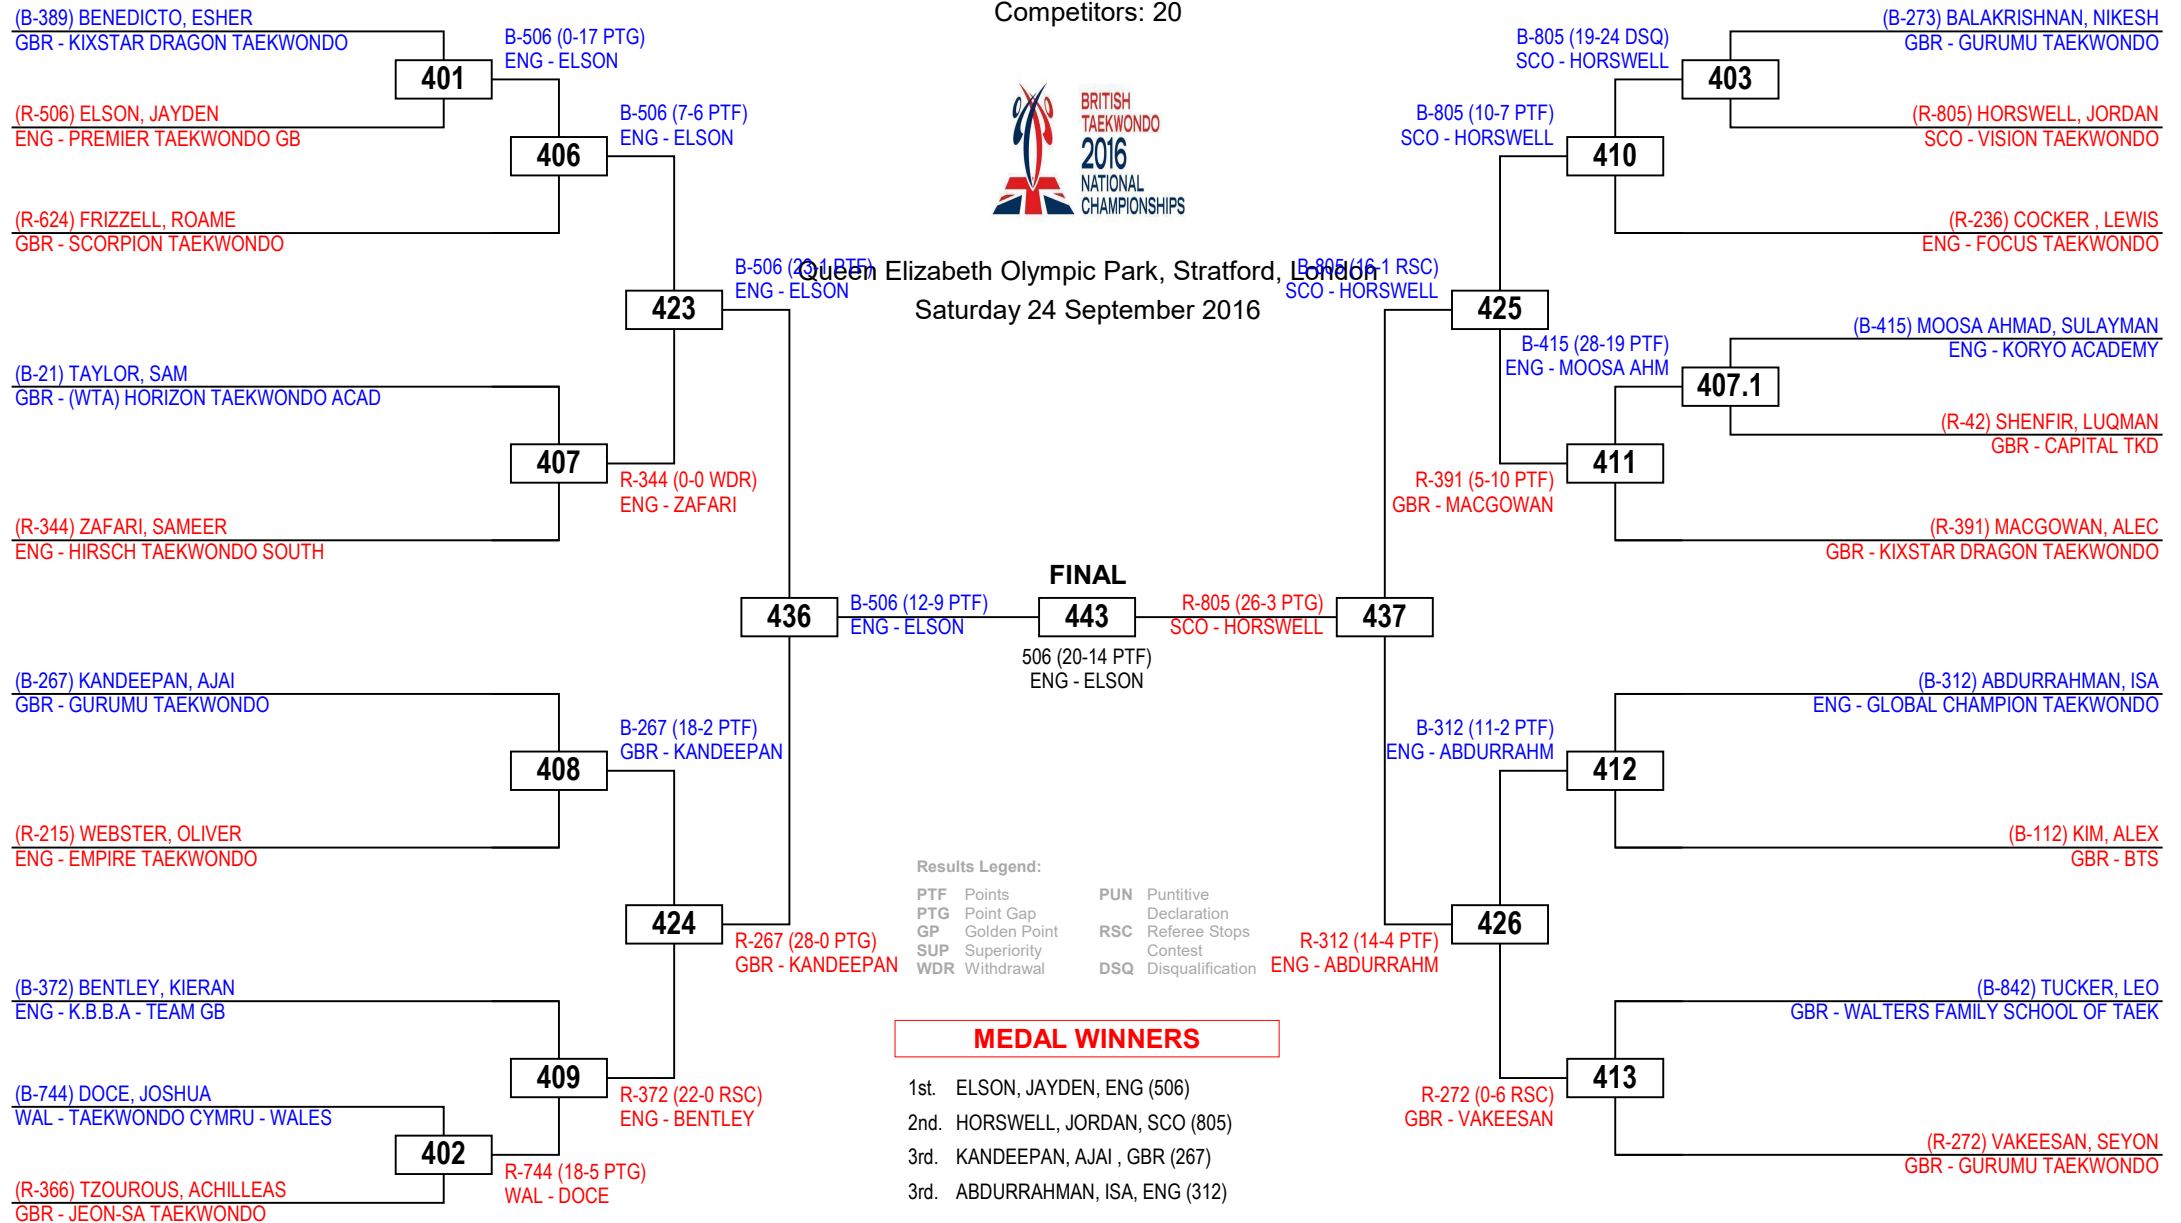 Competitors: 20
BRITISH
TAEKWONDO
2016
NATIONAL
CHAMPIONSHIPS
Queen Elizabeth Olympic Park, Stratford, London
Saturday 24 September 2016
(B-389) BENEDICTO, ESHER
GBR - KIXSTAR DRAGON TAEKWONDO
401
(R-506) ELSON, JAYDEN
ENG - PREMIER TAEKWONDO GB
B-506 (0-17 PTG)
ENG - ELSON
406
(R-624) FRIZZELL, ROAME
GBR - SCORPION TAEKWONDO
B-506 (7-6 PTF)
ENG - ELSON
423
(B-21) TAYLOR, SAM
GBR - (WTA) HORIZON TAEKWONDO ACAD
407
(R-344) ZAFARI, SAMEER
ENG - HIRSCH TAEKWONDO SOUTH
R-344 (0-0 WDR)
ENG - ZAFARI
B-506 (23-1 PTF)
ENG - ELSON
436
(B-267) KANDEEPAN, AJAI
GBR - GURUMU TAEKWONDO
408
(R-215) WEBSTER, OLIVER
ENG - EMPIRE TAEKWONDO
B-267 (18-2 PTF)
GBR - KANDEEPAN
424
(B-372) BENTLEY, KIERAN
ENG - K.B.B.A - TEAM GB
409
(B-744) DOCE, JOSHUA
WAL - TAEKWONDO CYMRU - WALES
402
(R-366) TZOUROUS, ACHILLEAS
GBR - JEON-SA TAEKWONDO
R-744 (18-5 PTG)
WAL - DOCE
R-372 (22-0 RSC)
ENG - BENTLEY
R-267 (28-0 PTG)
GBR - KANDEEPAN
B-506 (12-9 PTF)
ENG - ELSON
FINAL
443
506 (20-14 PTF)
ENG - ELSON
R-805 (26-3 PTG)
SCO - HORSWELL
437
B-805 (16-1 RSC)
SCO - HORSWELL
425
B-805 (10-7 PTF)
SCO - HORSWELL
410
B-805 (19-24 DSQ)
SCO - HORSWELL
403
(B-273) BALAKRISHNAN, NIKESH
GBR - GURUMU TAEKWONDO
(R-805) HORSWELL, JORDAN
SCO - VISION TAEKWONDO
(R-236) COCKER , LEWIS
ENG - FOCUS TAEKWONDO
B-415 (28-19 PTF)
ENG - MOOSA AHM
407.1
(B-415) MOOSA AHMAD, SULAYMAN
ENG - KORYO ACADEMY
(R-42) SHENFIR, LUQMAN
GBR - CAPITAL TKD
411
R-391 (5-10 PTF)
GBR - MACGOWAN
(R-391) MACGOWAN, ALEC
GBR - KIXSTAR DRAGON TAEKWONDO
(B-312) ABDURRAHMAN, ISA
ENG - GLOBAL CHAMPION TAEKWONDO
B-312 (11-2 PTF)
ENG - ABDURRAHM
412
(B-112) KIM, ALEX
GBR - BTS
426
R-312 (14-4 PTF)
ENG - ABDURRAHM
(B-842) TUCKER, LEO
GBR - WALTERS FAMILY SCHOOL OF TAEK
413
R-272 (0-6 RSC)
GBR - VAKEESAN
(R-272) VAKEESAN, SEYON
GBR - GURUMU TAEKWONDO
Results Legend:
PTF Points
PTG Point Gap
GP Golden Point
SUP Superiority
WDR Withdrawal
PUN Puntitive
Declaration
RSC Referee Stops
Contest
DSQ Disqualification
MEDAL WINNERS
1st. ELSON, JAYDEN, ENG (506)
2nd. HORSWELL, JORDAN, SCO (805)
3rd. KANDEEPAN, AJAI , GBR (267)
3rd. ABDURRAHMAN, ISA, ENG (312)